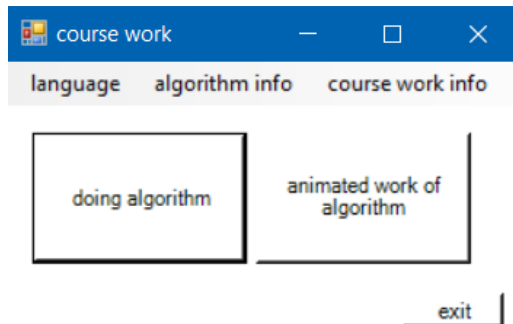 course work
language algorithm info course work info
doing algorithm
animated work of
algorithm
exit